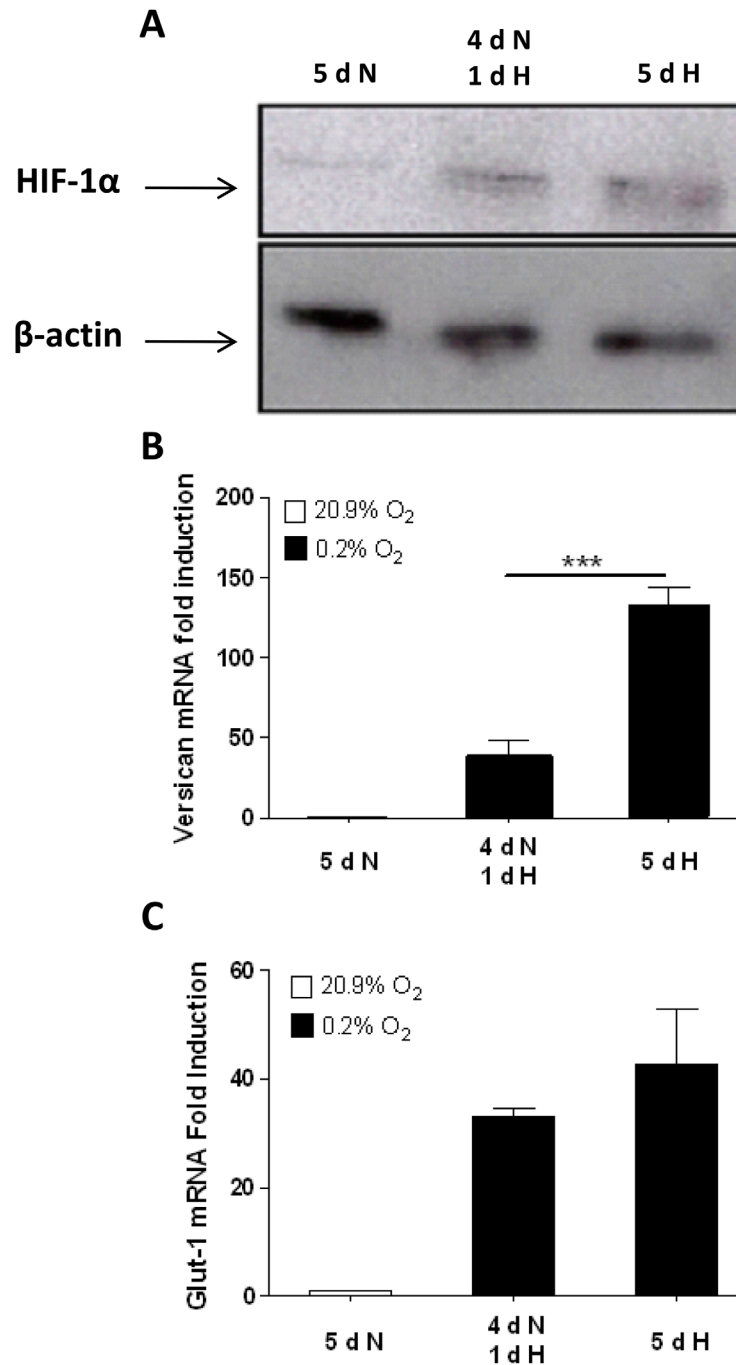 A
5 d N
4 d N
1 d H
5 d H
HIF-1α
β-actin
B
Versican mRNA fold induction
200
150
100
50
0
20.9% O₂
0.2% O₂
***
5 d N
4 d N
1 d H
5 d H
C
Glut-1 mRNA Fold Induction
60
40
20
0
20.9% O₂
0.2% O₂
5 d N
4 d N
1 d H
5 d H